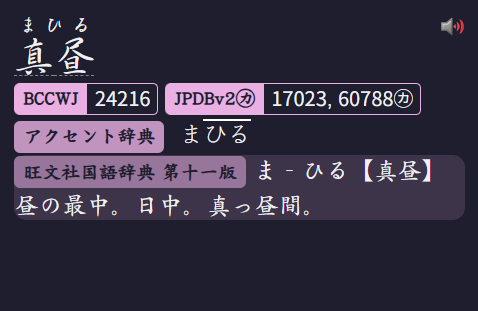 まひる
真昼
BCCWJ 24216 JPDBv2㋕ 17023, 60788㋕
アクセント辞典 まひる
旺文社国語辞典 第十一版 ま‐ひる【真昼】
昼の最中。日中。真っ昼間。